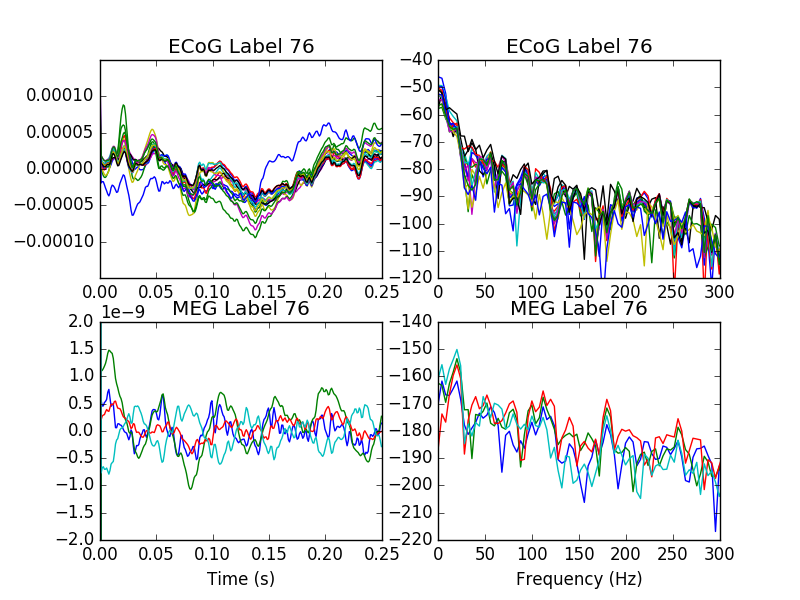 ECoG Label 76
0.00010
0.00005
0.00000
−0.00005
−0.00010
0.00 0.05 0.10 0.15 0.20 0.25
ECoG Label 76
−40
−50
−60
−70
−80
−90
−100
−110
−120
0 50 100 150 200 250 300
MEG Label 76
1e−9
2.0
1.5
1.0
0.5
0.0
−0.5
−1.0
−1.5
−2.0
0.00 0.05 0.10 0.15 0.20 0.25
Time (s)
MEG Label 76
−140
−150
−160
−170
−180
−190
−200
−210
−220
0 50 100 150 200 250 300
Frequency (Hz)